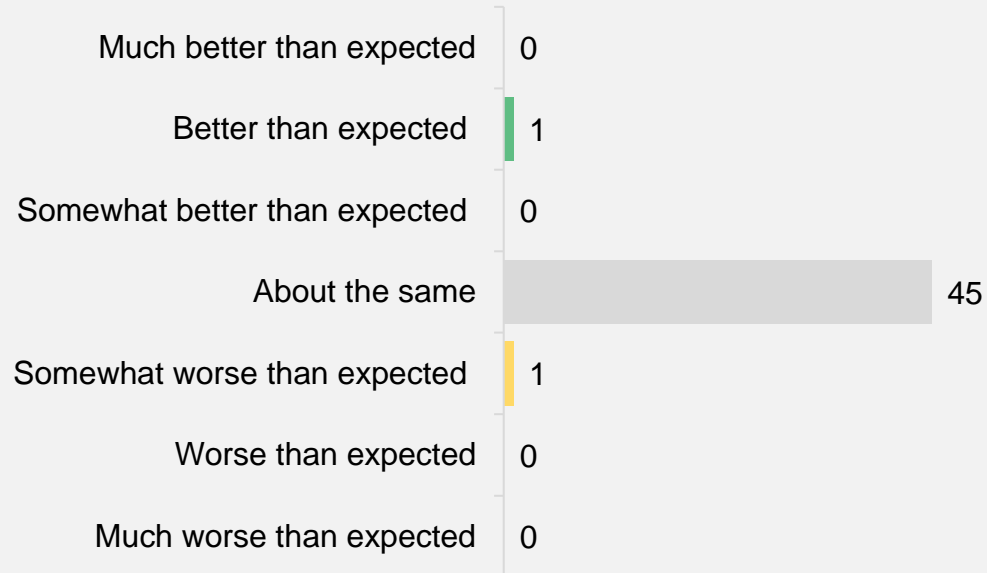 Much better than expected 0
Better than expected 1
Somewhat better than expected 0
About the same 45
Somewhat worse than expected 1
Worse than expected 0
Much worse than expected 0